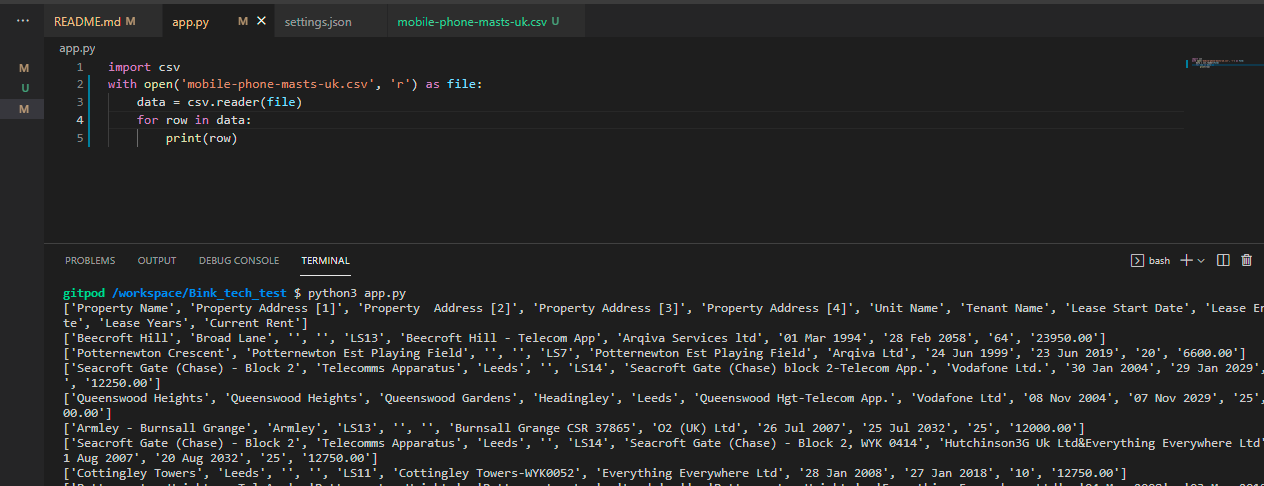 ··· README.md M app.py M × settings.json mobile-phone-masts-uk.csv U
app.py
M 1 import csv
U 2 with open('mobile-phone-masts-uk.csv', 'r') as file:
M 3 data = csv.reader(file)
4 for row in data:
5 print(row)
PROBLEMS OUTPUT DEBUG CONSOLE TERMINAL bash
gitpod /workspace/Bink_tech_test $ python3 app.py
['Property Name', 'Property Address [1]', 'Property  Address [2]', 'Property Address [3]', 'Property Address [4]', 'Unit Name', 'Tenant Name', 'Lease Start Date', 'Lease En
te', 'Lease Years', 'Current Rent']
['Beecroft Hill', 'Broad Lane', '', '', 'LS13', 'Beecroft Hill - Telecom App', 'Arqiva Services ltd', '01 Mar 1994', '28 Feb 2058', '64', '23950.00']
['Potternewton Crescent', 'Potternewton Est Playing Field', '', '', 'LS7', 'Potternewton Est Playing Field', 'Arqiva Ltd', '24 Jun 1999', '23 Jun 2019', '20', '6600.00']
['Seacroft Gate (Chase) - Block 2', 'Telecomms Apparatus', 'Leeds', '', 'LS14', 'Seacroft Gate (Chase) block 2-Telecom App.', 'Vodafone Ltd.', '30 Jan 2004', '29 Jan 2029',
', '12250.00']
['Queenswood Heights', 'Queenswood Heights', 'Queenswood Gardens', 'Headingley', 'Leeds', 'Queenswood Hgt-Telecom App.', 'Vodafone Ltd', '08 Nov 2004', '07 Nov 2029', '25',
00.00']
['Armley - Burnsall Grange', 'Armley', 'LS13', '', '', 'Burnsall Grange CSR 37865', 'O2 (UK) Ltd', '26 Jul 2007', '25 Jul 2032', '25', '12000.00']
['Seacroft Gate (Chase) - Block 2', 'Telecomms Apparatus', 'Leeds', '', 'LS14', 'Seacroft Gate (Chase) - Block 2, WYK 0414', 'Hutchinson3G Uk Ltd&Everything Everywhere Ltd'
1 Aug 2007', '20 Aug 2032', '25', '12750.00']
['Cottingley Towers', 'Leeds', '', '', 'LS11', 'Cottingley Towers-WYK0052', 'Everything Everywhere Ltd', '28 Jan 2008', '27 Jan 2018', '10', '12750.00']